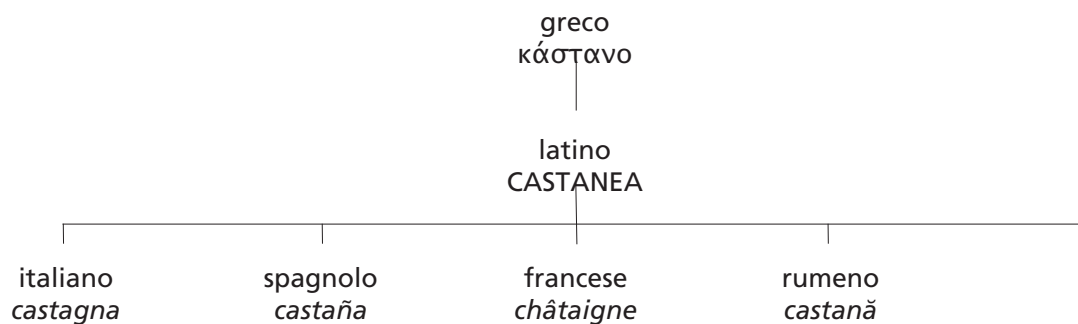 greco
κάστανο
latino
CASTANEA
italiano spagnolo francese rumeno
castagna castaña châtaigne castană